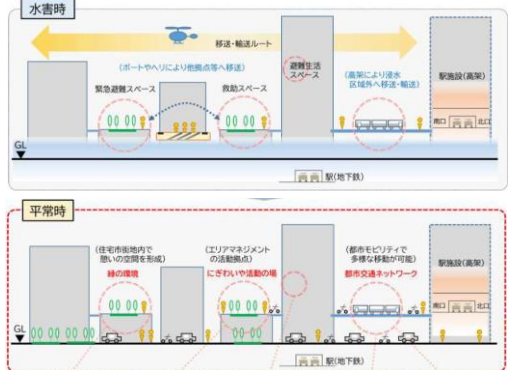 水害時
移送・輸送ルート
(ボートやヘリにより他拠点等へ移送)
緊急避難スペース
救助スペース
避難生活
スペース
(高架により浸水
区域外へ移送・輸送)
駅施設(高架)
南口
北口
GL
駅(地下鉄)
平常時
(住宅市街地内で
憩いの空間を形成)
緑の環境
(エリアマネジメント
の活動拠点)
にぎわいや活動の場
(都市モビリティで
多様な移動が可能)
都市交通ネットワーク
駅施設(高架)
南口
北口
GL
駅(地下鉄)